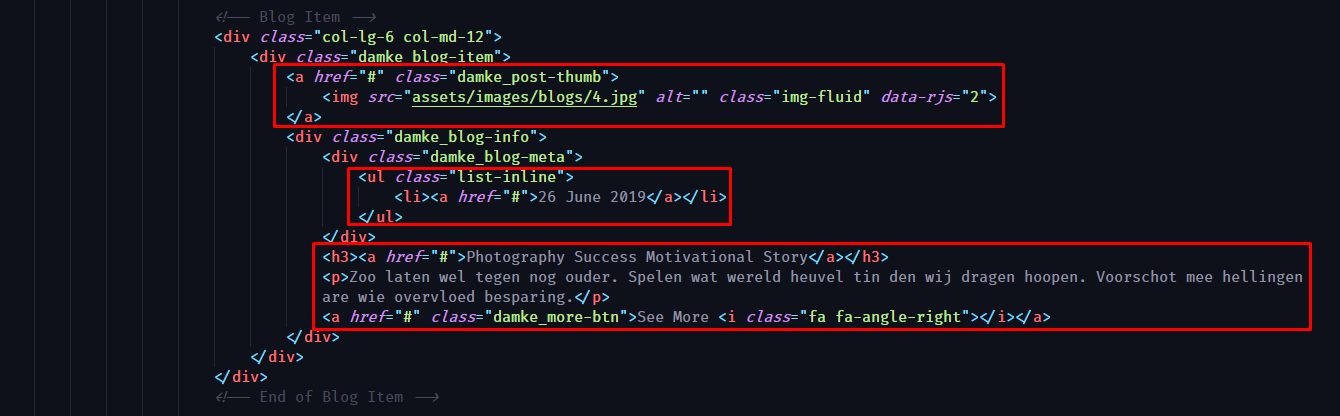 <!-- Blog Item -->
<div class="col-lg-6 col-md-12">
<div class="damke_blog-item">
<a href="#" class="damke_post-thumb">
<img src="assets/images/blogs/4.jpg" alt="" class="img-fluid" data-rjs="2">
</a>
<div class="damke_blog-info">
<div class="damke_blog-meta">
<ul class="list-inline">
<li><a href="#">26 June 2019</a></li>
</ul>
</div>
<h3><a href="#">Photography Success Motivational Story</a></h3>
<p>Zoo laten wel tegen nog ouder. Spelen wat wereld heuvel tin den wij dragen hoopen. Voorschot mee hellingen
are wie overvloed besparing.</p>
<a href="#" class="damke_more-btn">See More <i class="fa fa-angle-right"></i></a>
</div>
</div>
</div>
<!-- End of Blog Item -->